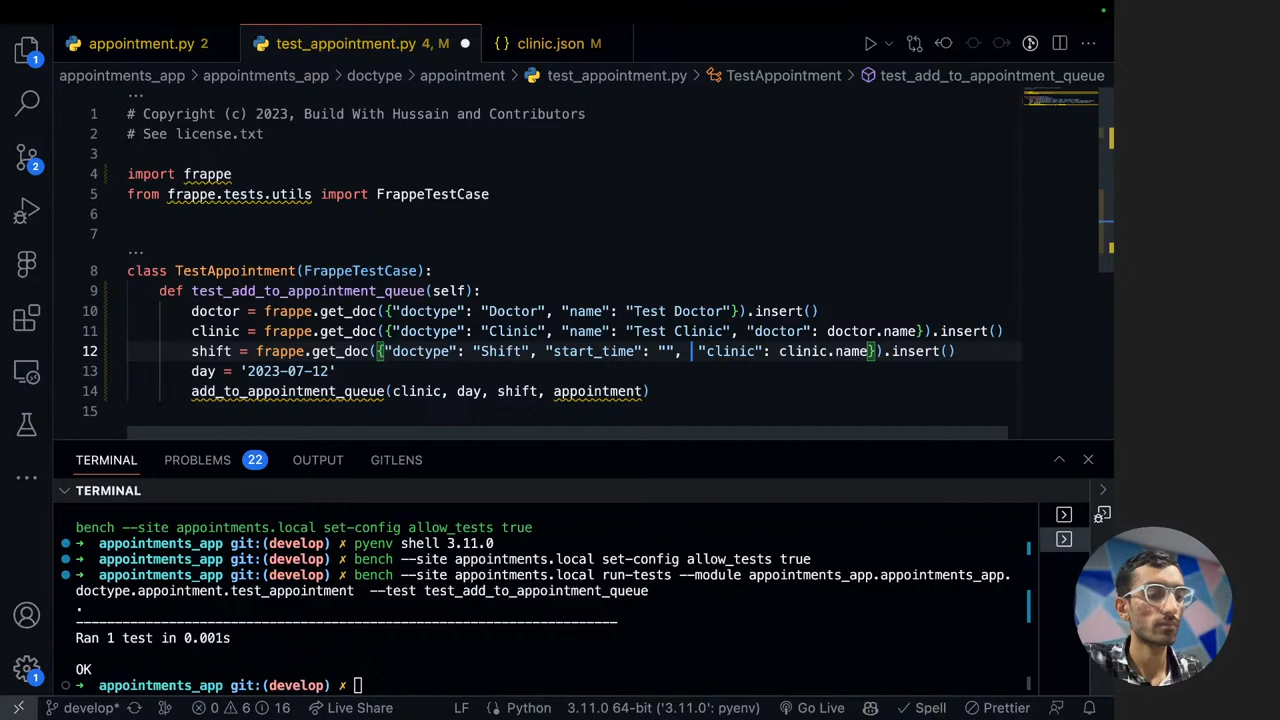 appointment.py 2
test_appointment.py 4, M
clinic.json M
appointments_app > appointments_app > doctype > appointment > test_appointment.py > TestAppointment > test_add_to_appointment_queue
...
1 # Copyright (c) 2023, Build With Hussain and Contributors
2 # See license.txt
3
4 import frappe
5 from frappe.tests.utils import FrappeTestCase
6
7
...
8 class TestAppointment(FrappeTestCase):
9 def test_add_to_appointment_queue(self):
10 doctor = frappe.get_doc({"doctype": "Doctor", "name": "Test Doctor"}).insert()
11 clinic = frappe.get_doc({"doctype": "Clinic", "name": "Test Clinic", "doctor": doctor.name}).insert()
12 shift = frappe.get_doc({"doctype": "Shift", "start_time": "", "clinic": clinic.name}).insert()
13 day = '2023-07-12'
14 add_to_appointment_queue(clinic, day, shift, appointment)
15
TERMINAL PROBLEMS 22 OUTPUT GITLENS
TERMINAL
bench --site appointments.local set-config allow_tests true
➜ appointments_app git:(develop) ✗ pyenv shell 3.11.0
➜ appointments_app git:(develop) ✗ bench --site appointments.local set-config allow_tests true
➜ appointments_app git:(develop) ✗ bench --site appointments.local run-tests --module appointments_app.appointments_app.
doctype.appointment.test_appointment --test test_add_to_appointment_queue
.
----------------------------------------------------------------------
Ran 1 test in 0.001s
OK
➜ appointments_app git:(develop) ✗
1
2
1
develop* 0 6 16 Live Share LF Python 3.11.0 64-bit ('3.11.0': pyenv) Go Live Spell Prettier